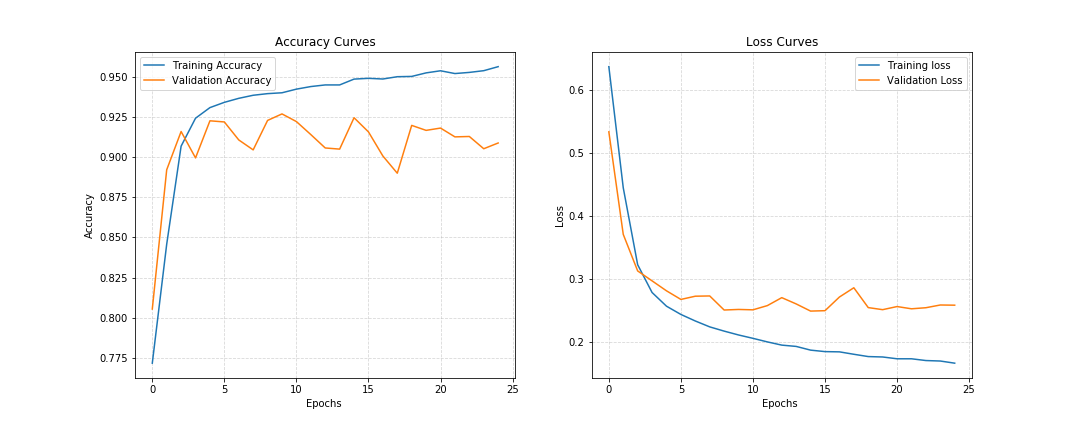 Accuracy Curves
Training Accuracy
Validation Accuracy
0.950
0.925
0.900
0.875
0.850
0.825
0.800
0.775
Accuracy
0 5 10 15 20 25
Epochs
Loss Curves
Training loss
Validation Loss
0.6
0.5
0.4
0.3
0.2
Loss
0 5 10 15 20 25
Epochs